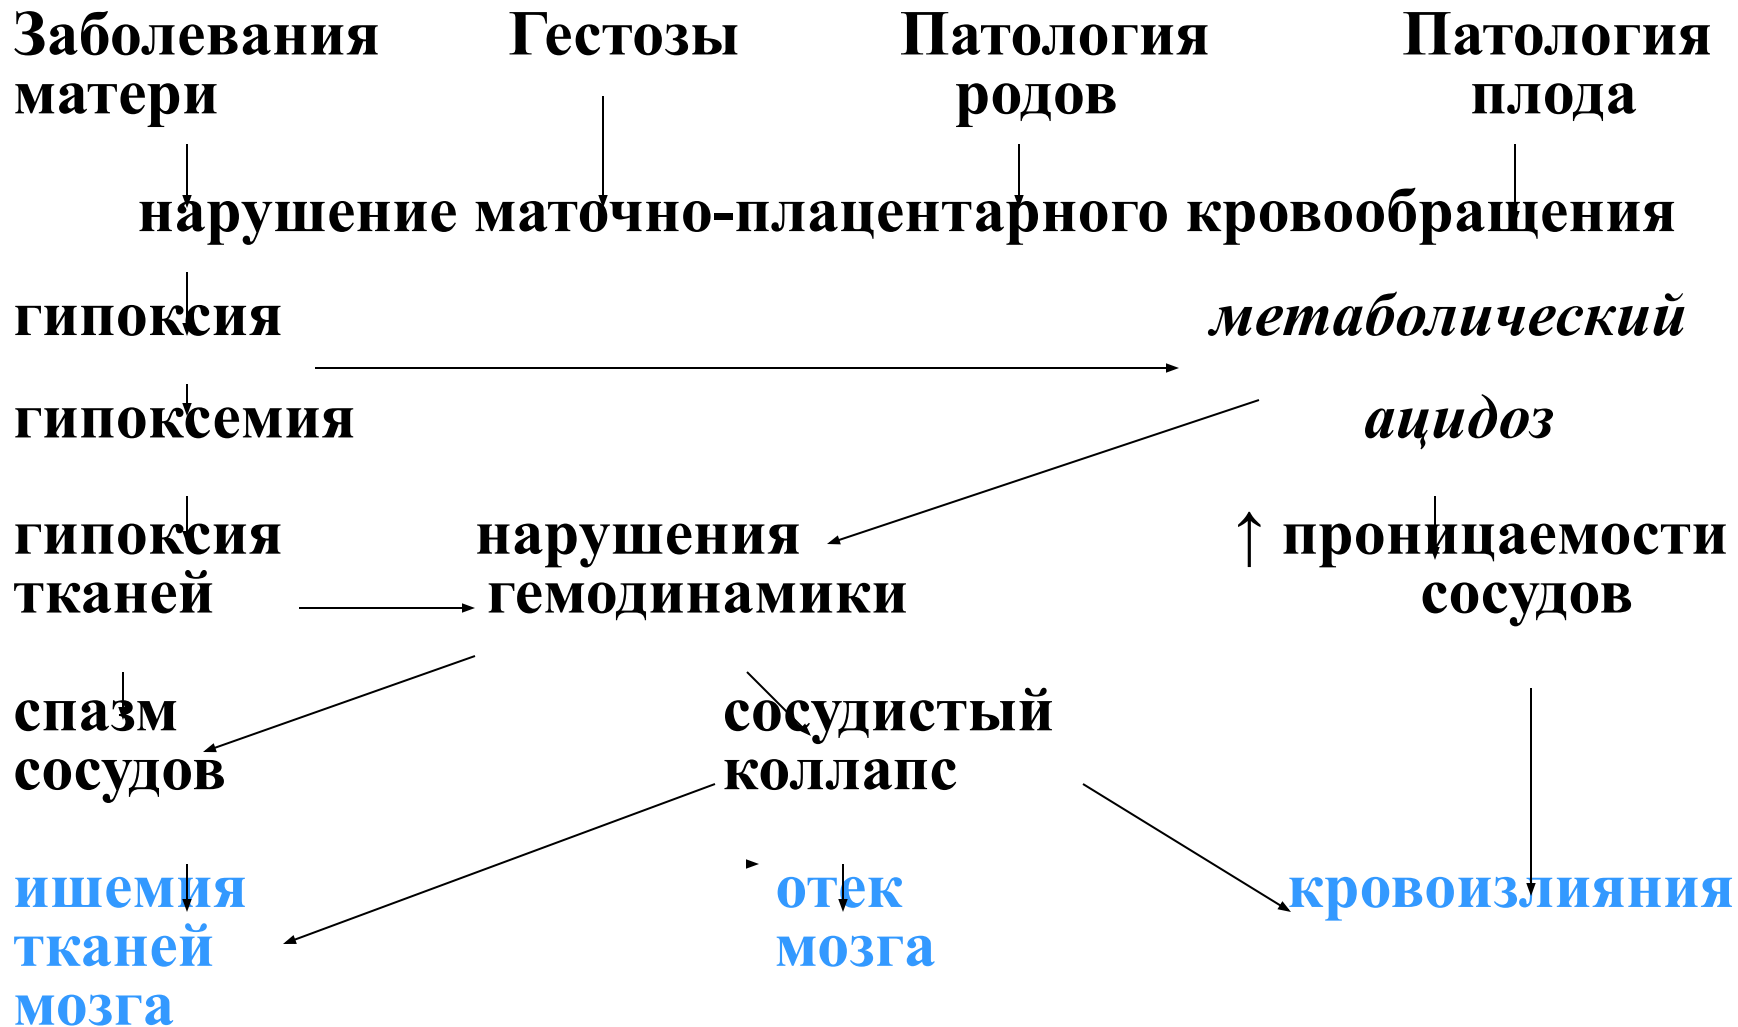 Заболевания Гестозы Патология Патология
матери родов плода
нарушение маточно-плацентарного кровообращения
гипоксия метаболический
гипоксемия ацидоз
гипоксия нарушения ↑ проницаемости
тканей гемодинамики сосудов
спазм сосудистый
сосудов коллапс
ишемия отек кровоизлияния
тканей мозга
мозга